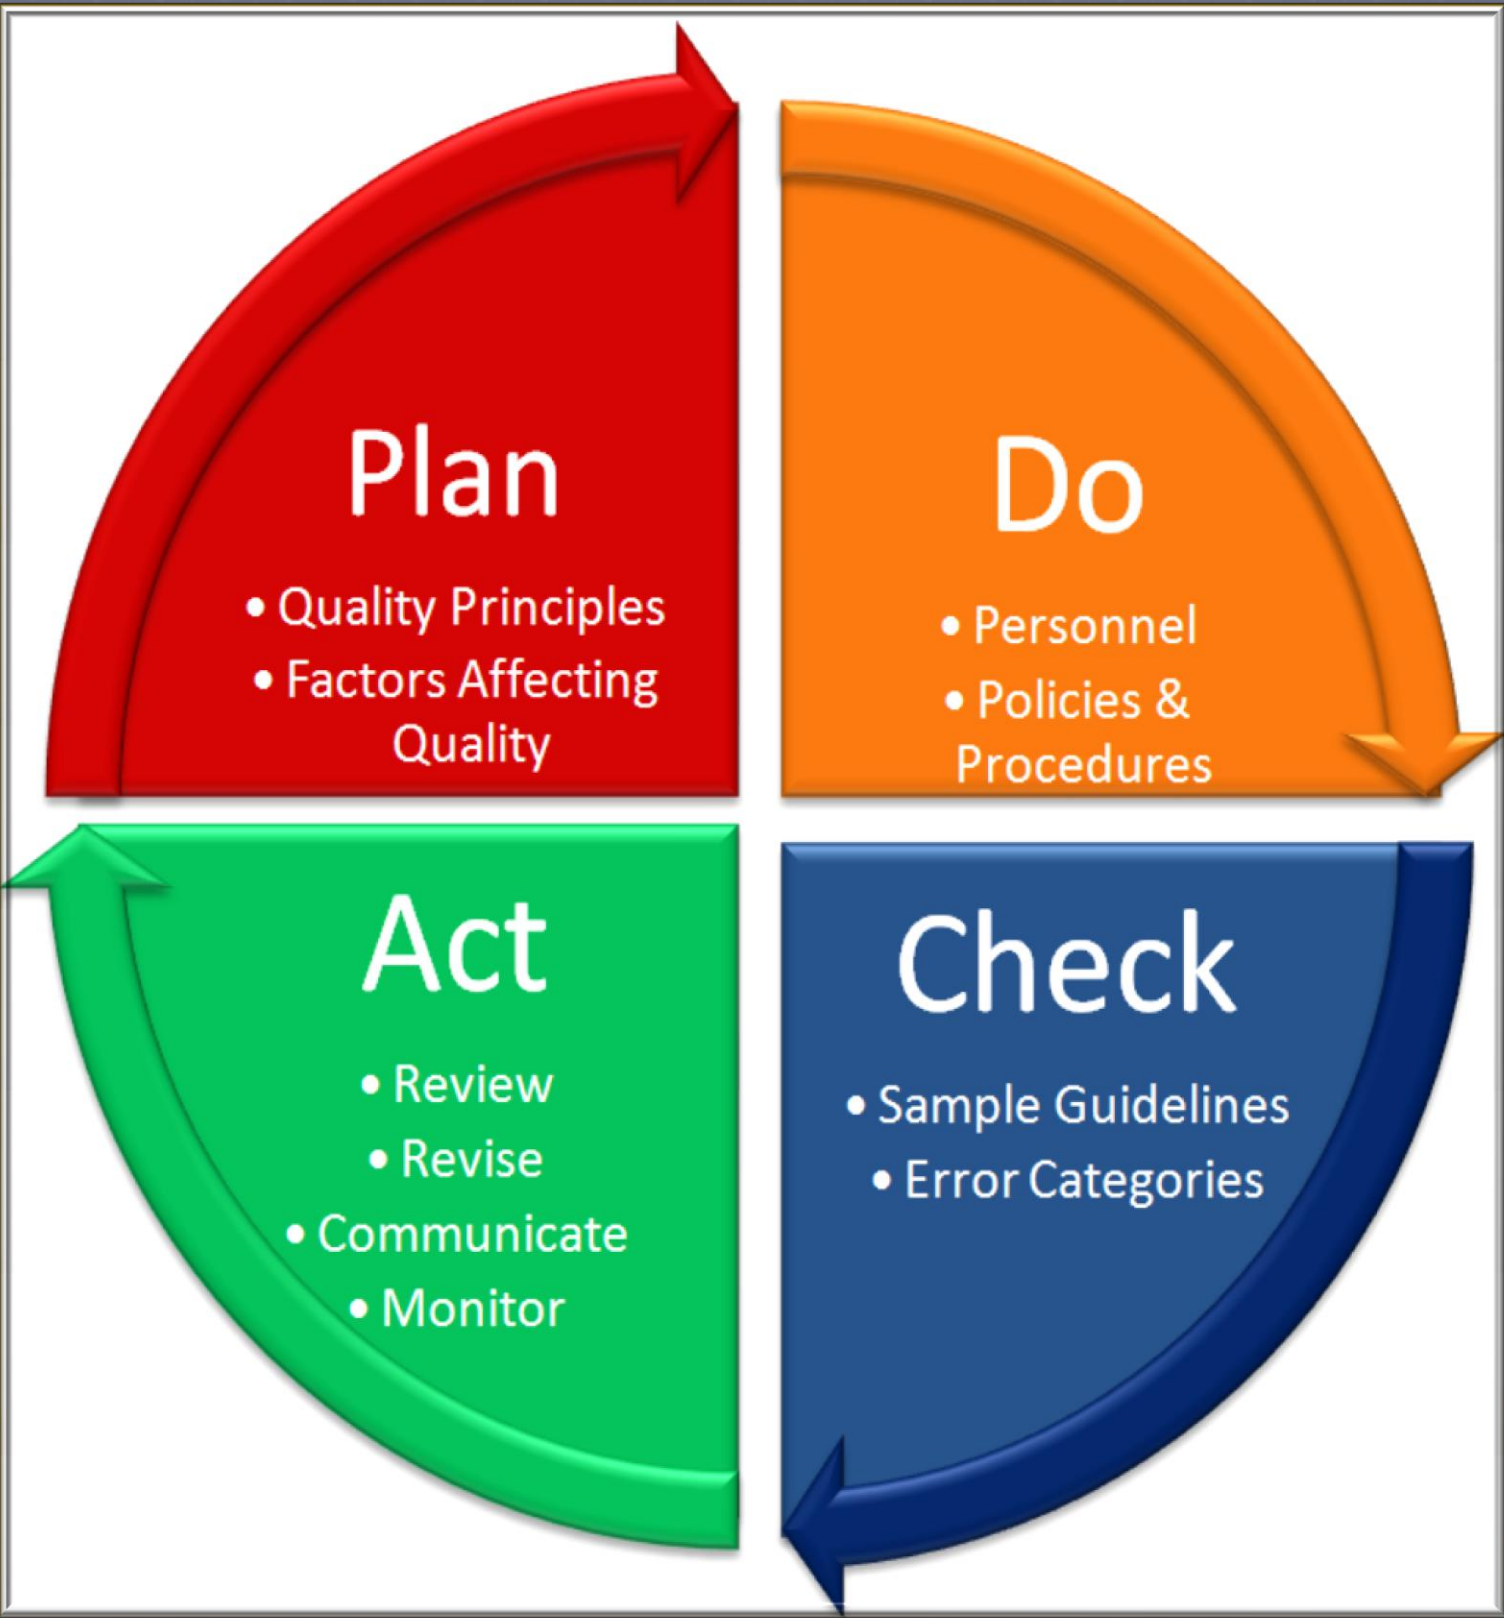 Plan
• Quality Principles
• Factors Affecting
Quality
Do
• Personnel
• Policies &
Procedures
Act
• Review
• Revise
• Communicate
• Monitor
Check
• Sample Guidelines
• Error Categories